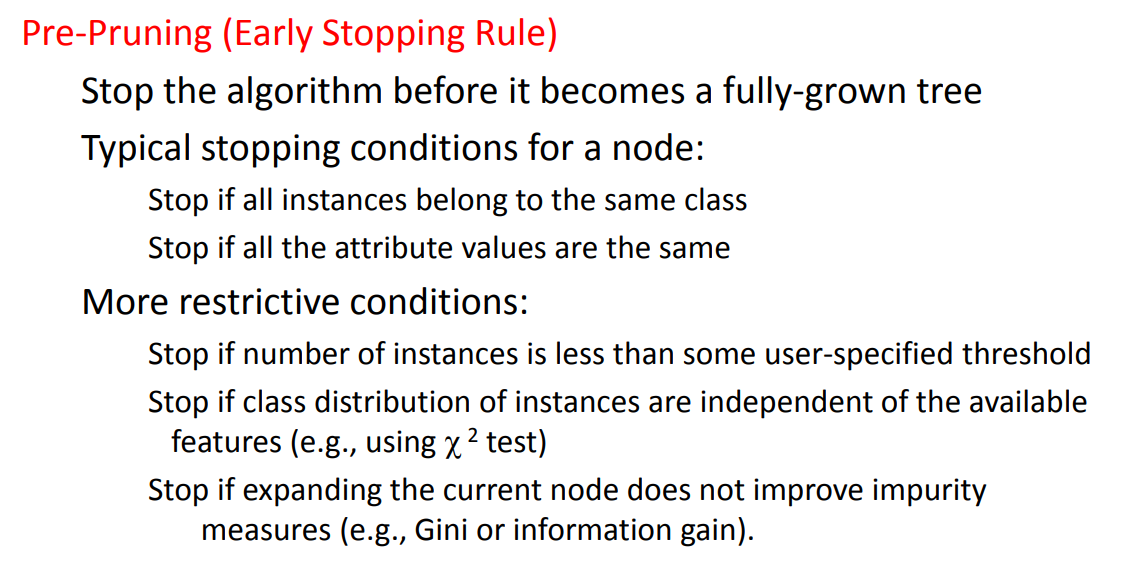 Pre-Pruning (Early Stopping Rule)
Stop the algorithm before it becomes a fully-grown tree
Typical stopping conditions for a node:
Stop if all instances belong to the same class
Stop if all the attribute values are the same
More restrictive conditions:
Stop if number of instances is less than some user-specified threshold
Stop if class distribution of instances are independent of the available
features (e.g., using χ² test)
Stop if expanding the current node does not improve impurity
measures (e.g., Gini or information gain).